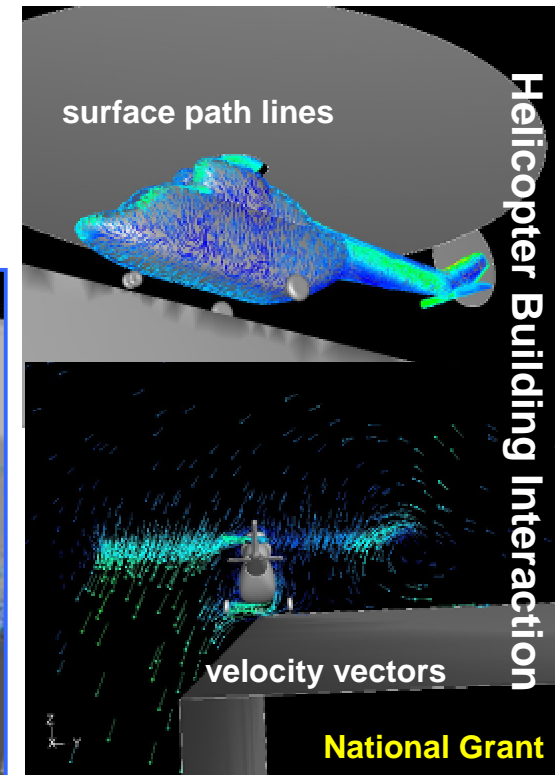 surface path lines
Helicopter Building Interaction
velocity vectors
Z
X Y
National Grant